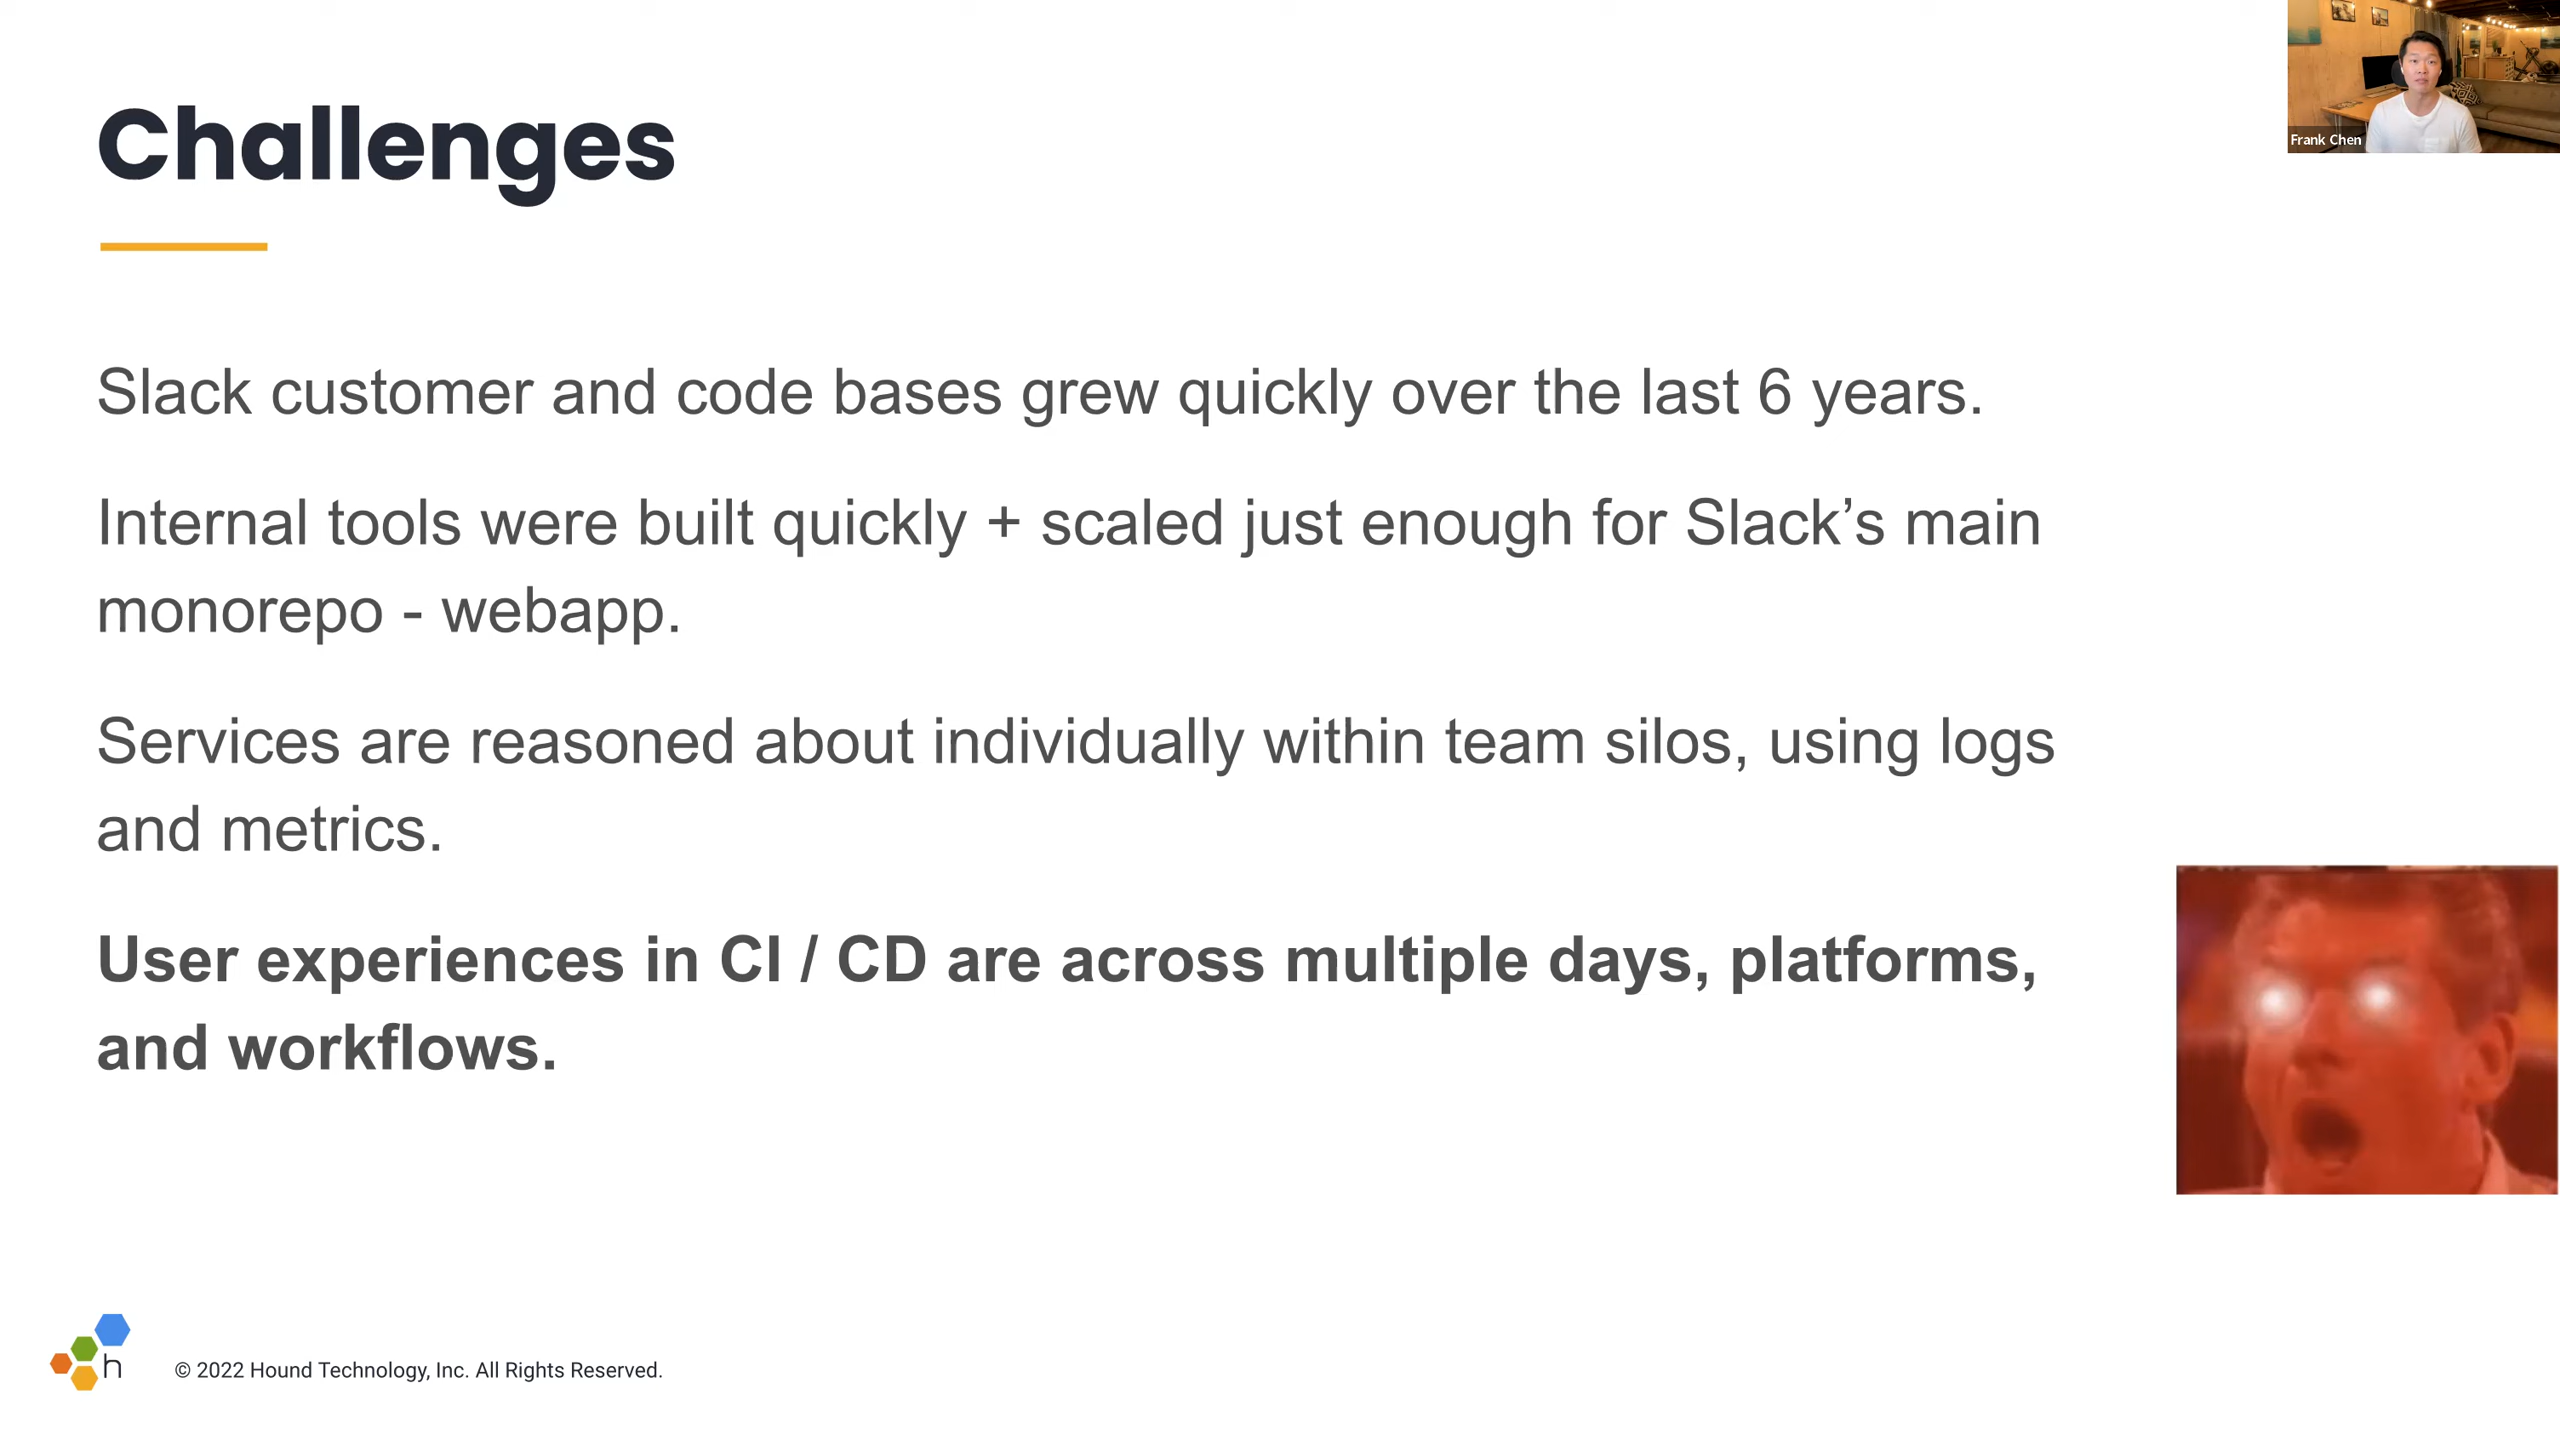 Challenges
Frank Chen
Slack customer and code bases grew quickly over the last 6 years.
Internal tools were built quickly + scaled just enough for Slack’s main
monorepo - webapp.
Services are reasoned about individually within team silos, using logs
and metrics.
User experiences in CI / CD are across multiple days, platforms,
and workflows.
h
© 2022 Hound Technology, Inc. All Rights Reserved.